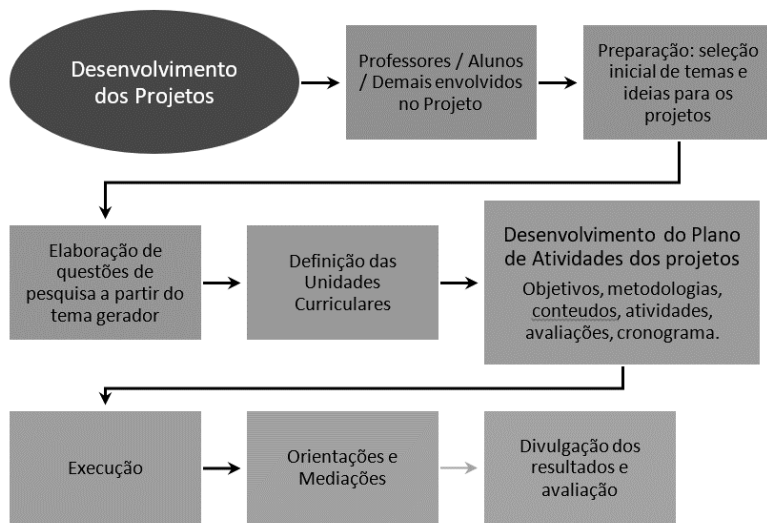 Desenvolvimento
dos Projetos
Professores / Alunos
/ Demais envolvidos
no Projeto
Preparação: seleção
inicial de temas e
ideias para os
projetos
Elaboração de
questões de
pesquisa a partir do
tema gerador
Definição das
Unidades
Curriculares
Desenvolvimento do Plano
de Atividades dos projetos
Objetivos, metodologias,
conteudos, atividades,
avaliações, cronograma.
Execução
Orientações e
Mediações
Divulgação dos
resultados e
avaliação